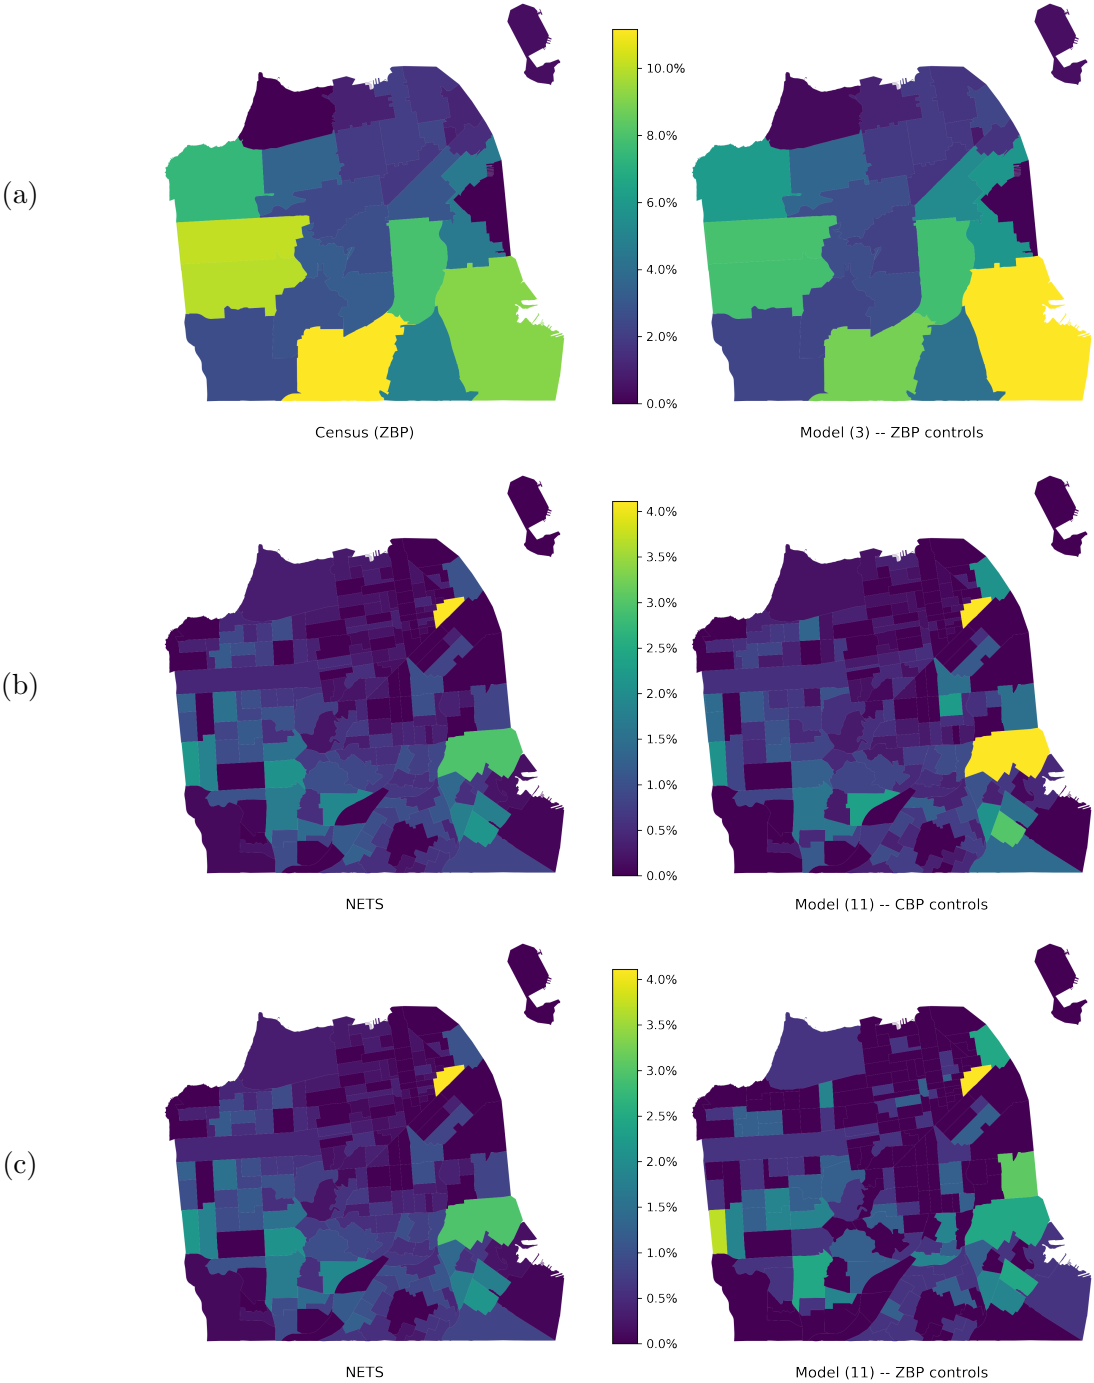 (a)
10.0%
8.0%
6.0%
4.0%
2.0%
0.0%
Census (ZBP)
Model (3) -- ZBP controls
(b)
4.0%
3.5%
3.0%
2.5%
2.0%
1.5%
1.0%
0.5%
0.0%
NETS
Model (11) -- CBP controls
(c)
4.0%
3.5%
3.0%
2.5%
2.0%
1.5%
1.0%
0.5%
0.0%
NETS
Model (11) -- ZBP controls